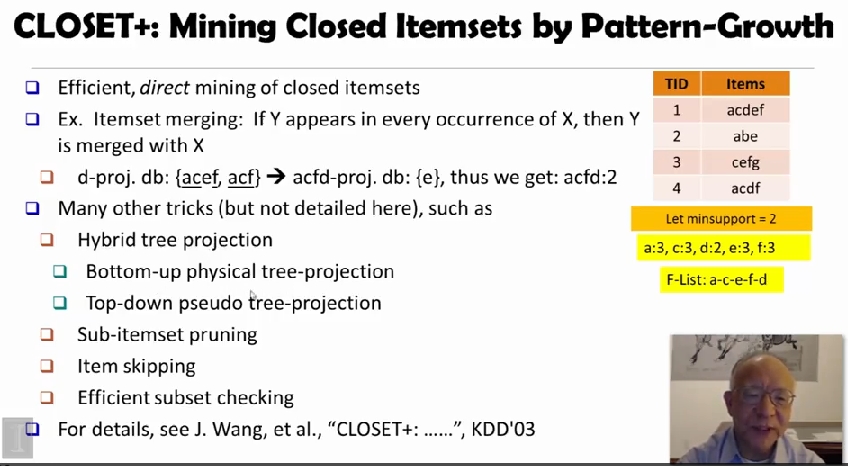 CLOSET+: Mining Closed Itemsets by Pattern-Growth
Efficient, direct mining of closed itemsets
Ex. Itemset merging: If Y appears in every occurrence of X, then Y
is merged with X
d-proj. db: {acef, acf} → acfd-proj. db: {e}, thus we get: acfd:2
Many other tricks (but not detailed here), such as
Hybrid tree projection
Bottom-up physical tree-projection
Top-down pseudo tree-projection
Sub-itemset pruning
Item skipping
Efficient subset checking
For details, see J. Wang, et al., “CLOSET+: ......”, KDD'03
TID Items
1 acdef
2 abe
3 cefg
4 acdf
Let minsupport = 2
a:3, c:3, d:2, e:3, f:3
F-List: a-c-e-f-d
I